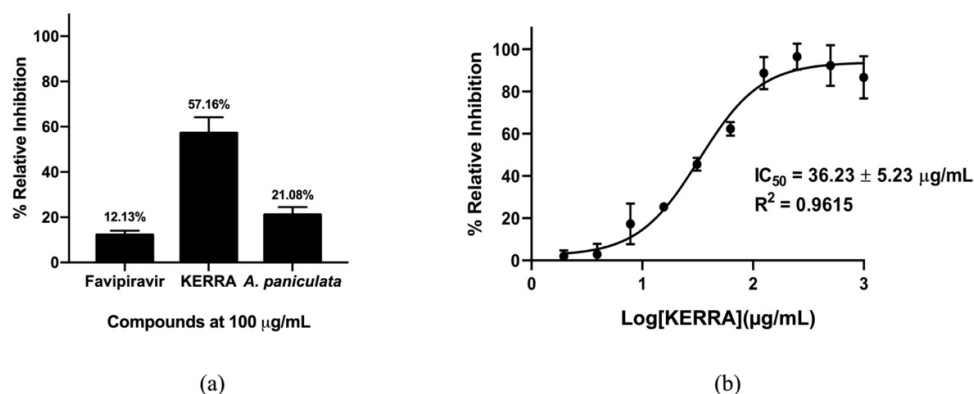 % Relative Inhibition
100
80
60
40
20
0
12.13%
57.16%
21.08%
Favipiravir KERRA A. paniculata
Compounds at 100 μg/mL
(a)
% Relative Inhibition
100
80
60
40
20
0
IC50 = 36.23 ± 5.23 μg/mL
R² = 0.9615
0 1 2 3
Log[KERRA](μg/mL)
(b)